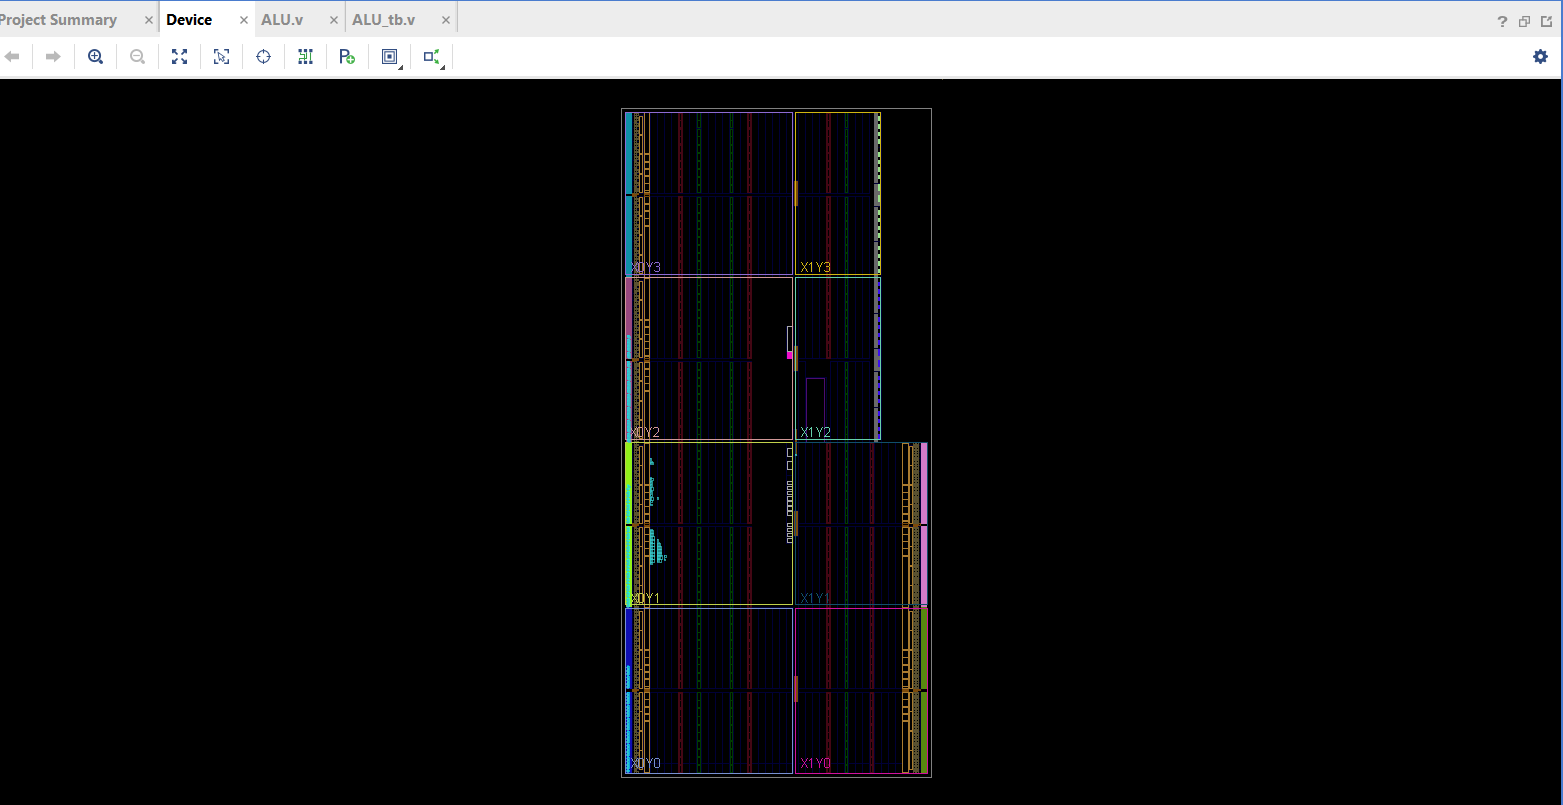 Project Summary Device ALU.v ALU_tb.v
X0Y3 X1Y3
X0Y2 X1Y2
X0Y1 X1Y1
X0Y0 X1Y0